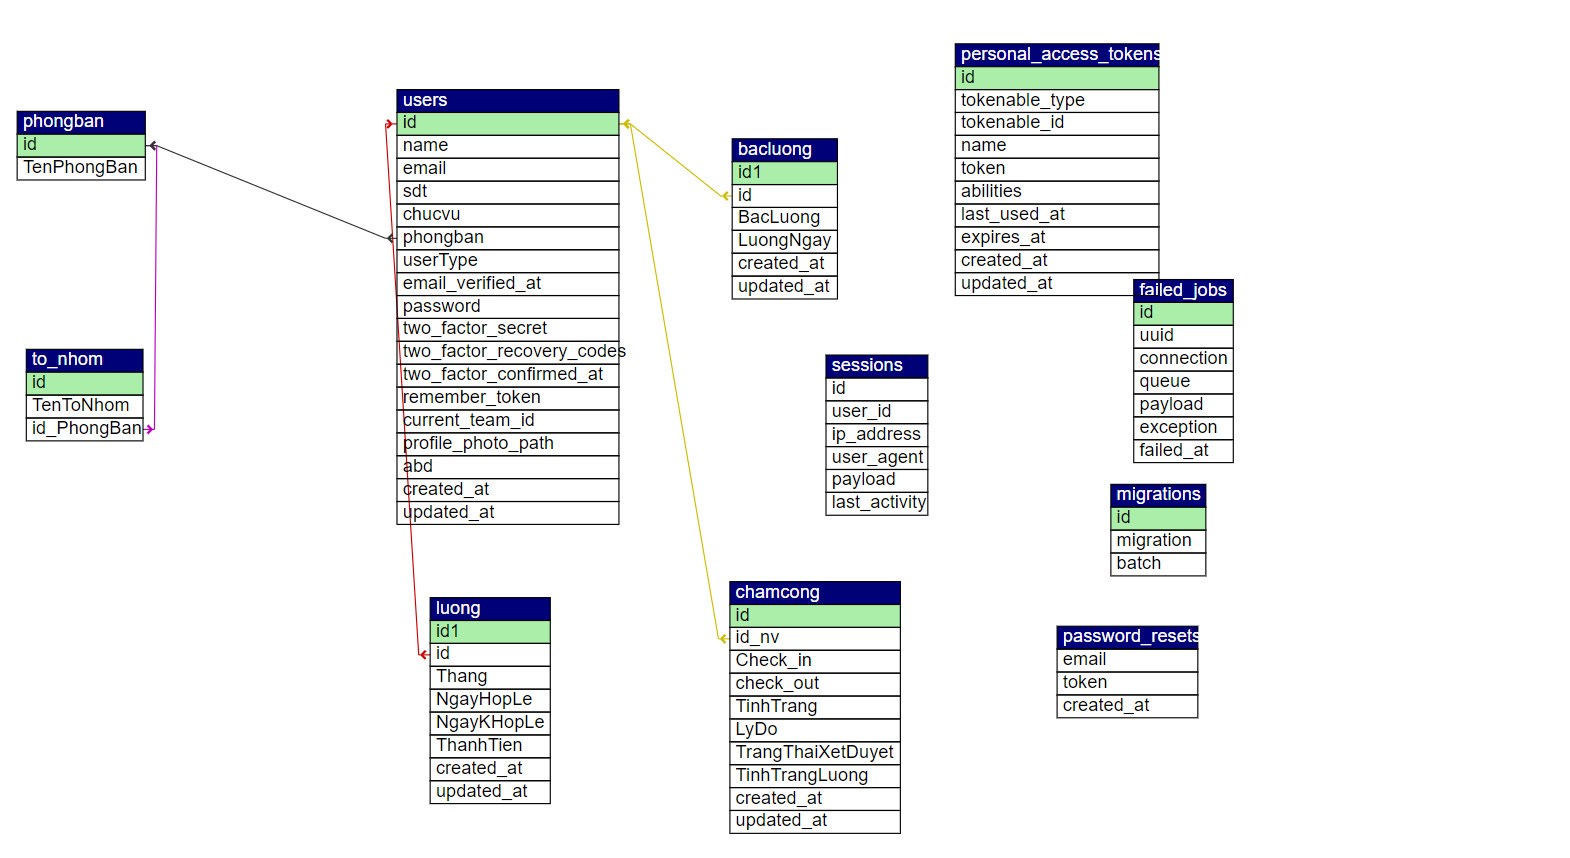 phongban
id
TenPhongBan
to_nhom
id
TenToNhom
id_PhongBan
users
id
name
email
sdt
chucvu
phongban
userType
email_verified_at
password
two_factor_secret
two_factor_recovery_codes
two_factor_confirmed_at
remember_token
current_team_id
profile_photo_path
abd
created_at
updated_at
luong
id1
id
Thang
NgayHopLe
NgayKHopLe
ThanhTien
created_at
updated_at
bacluong
id1
id
BacLuong
LuongNgay
created_at
updated_at
sessions
id
user_id
ip_address
user_agent
payload
last_activity
chamcong
id
id_nv
Check_in
check_out
TinhTrang
LyDo
TrangThaiXetDuyet
TinhTrangLuong
created_at
updated_at
personal_access_tokens
id
tokenable_type
tokenable_id
name
token
abilities
last_used_at
expires_at
created_at
updated_at
failed_jobs
id
uuid
connection
queue
payload
exception
failed_at
migrations
id
migration
batch
password_resets
email
token
created_at